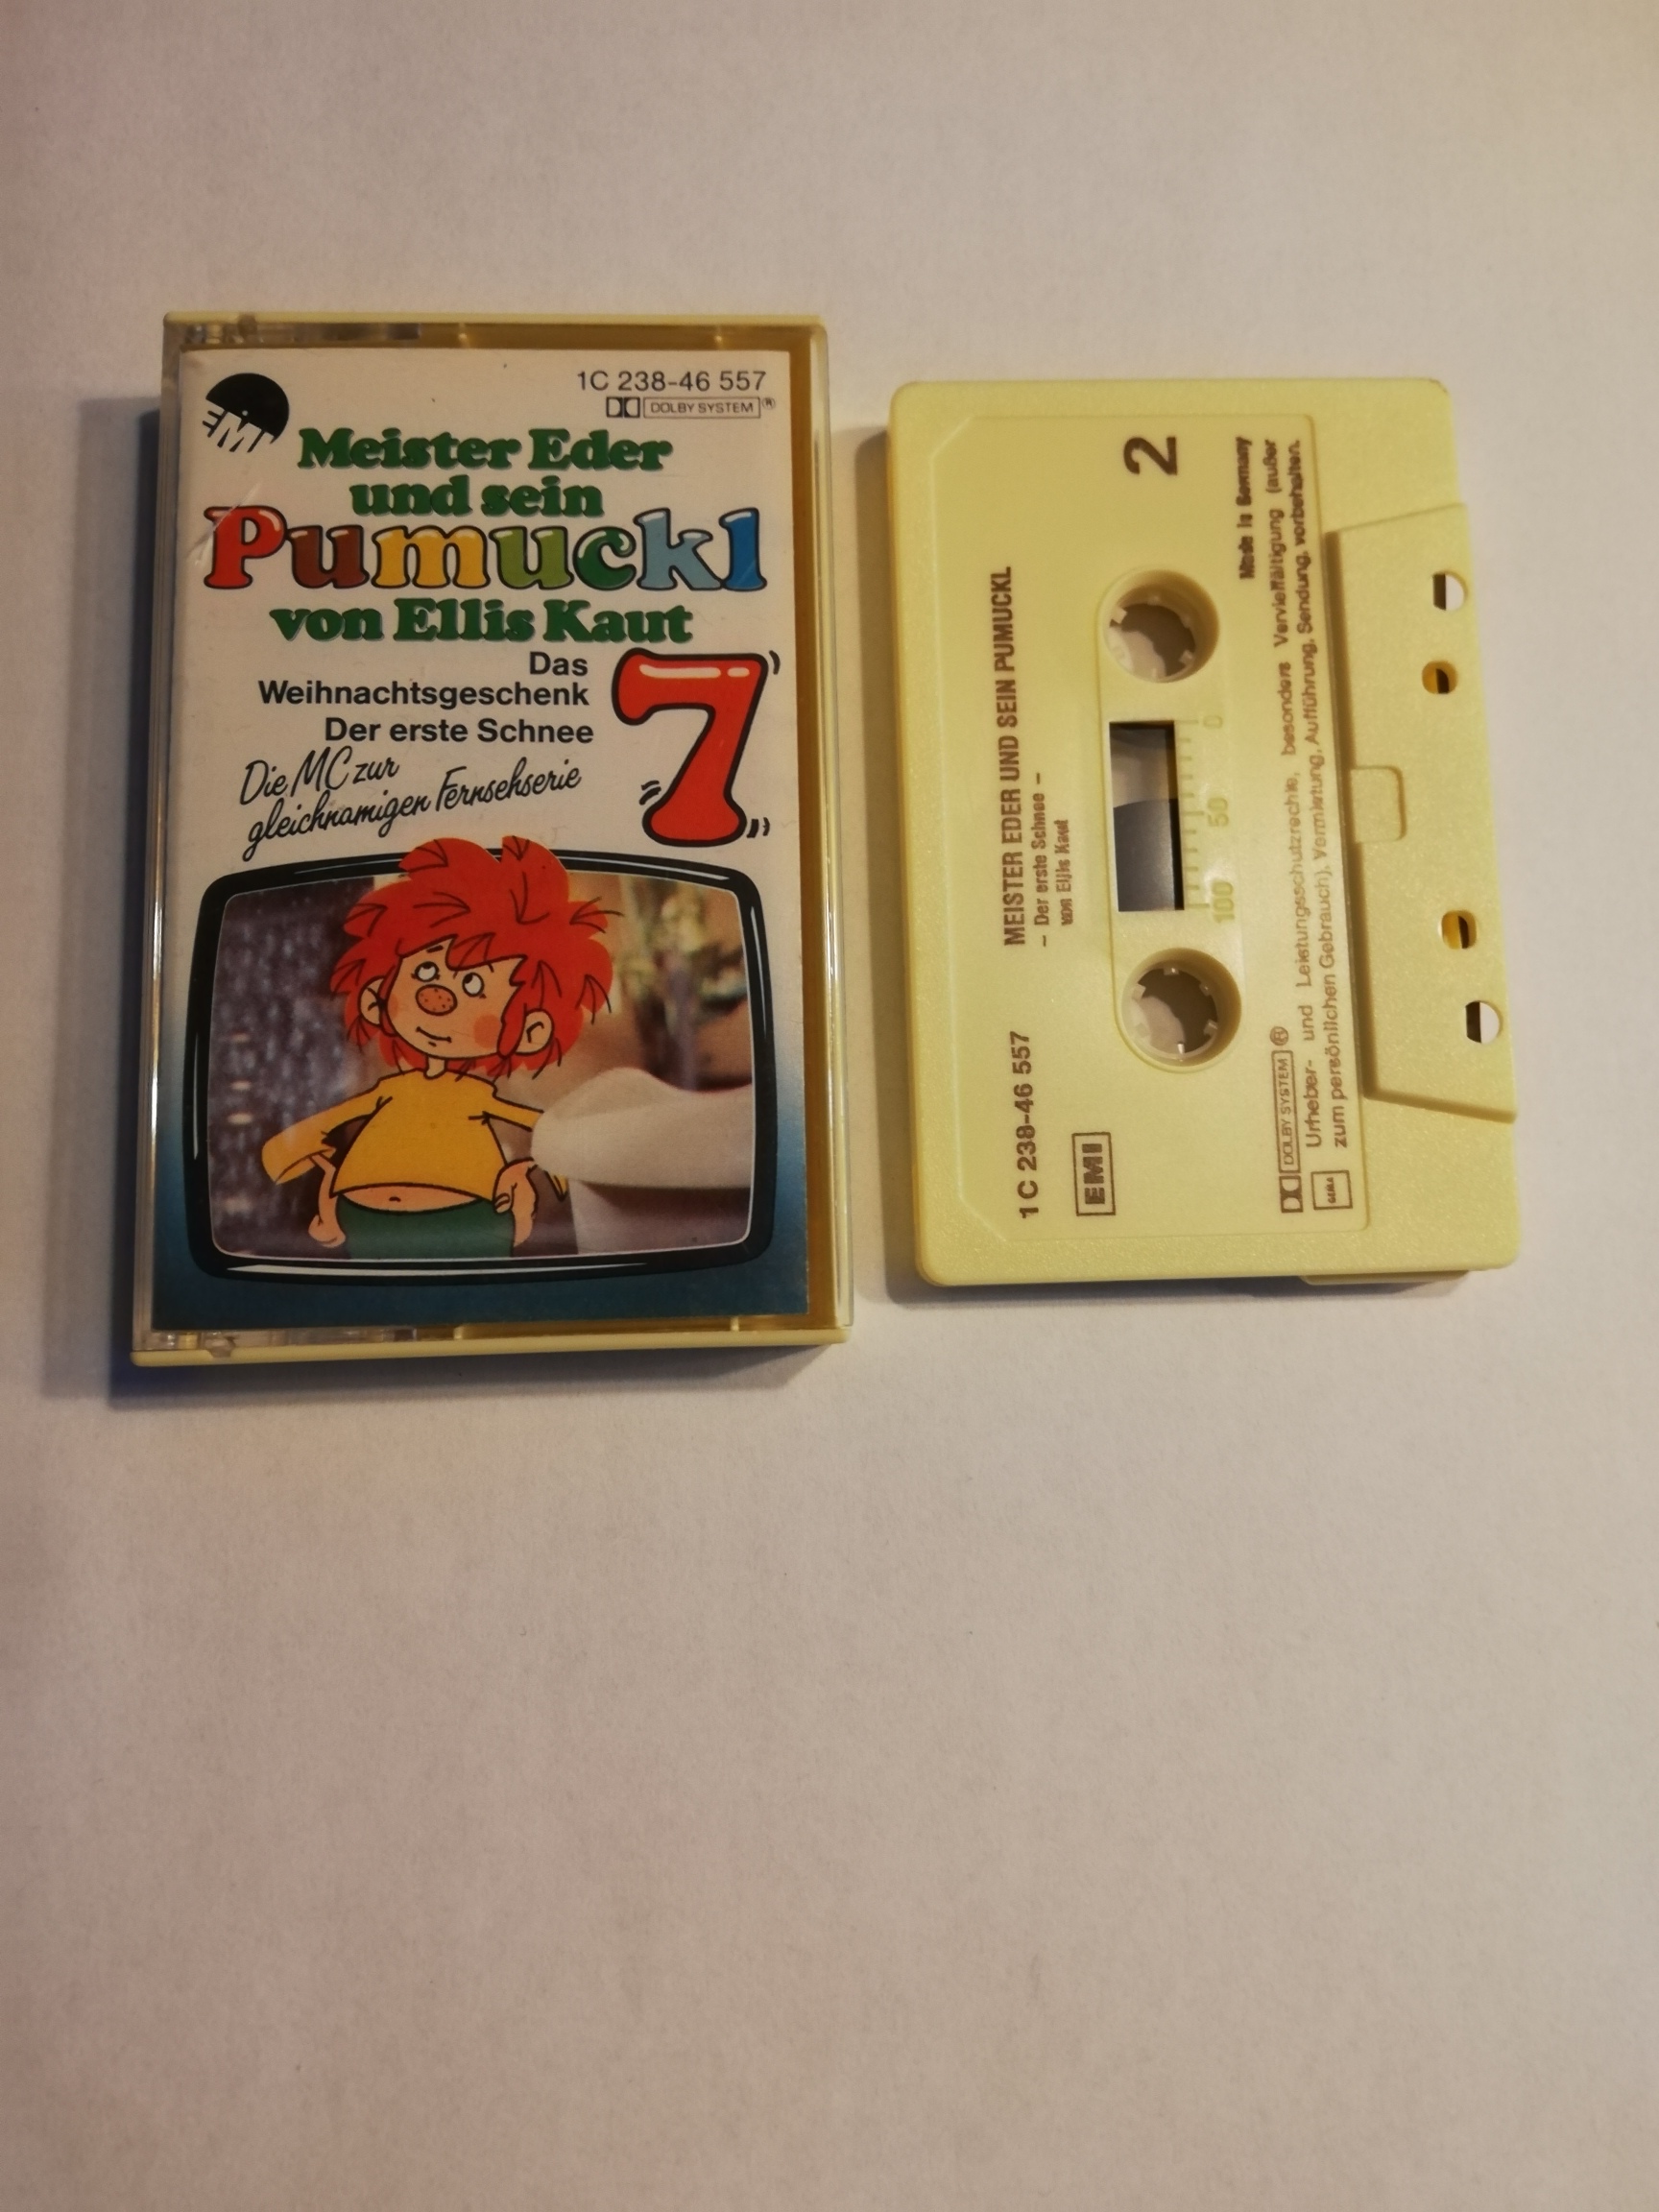 EMI
1C 238-46 557
DOLBY SYSTEM®
Meister Eder
und sein
Pumuckl
von Ellis Kaut
Das
Weihnachtsgeschenk
Der erste Schnee
7
Die MC zur
gleichnamigen Fernsehserie
1C 238-46 557
MEISTER EDER UND SEIN PUMUCKL
– Der erste Schnee –
von Ellis Kaut
EMI
2
100 50 0
Made in Germany
DOLBY SYSTEM®
Urheber- und Leistungsschutzrechte, besonders Vervielfältigung (außer
zum persönlichen Gebrauch), Vermietung, Aufführung, Sendung, vorbehalten.
GEMA